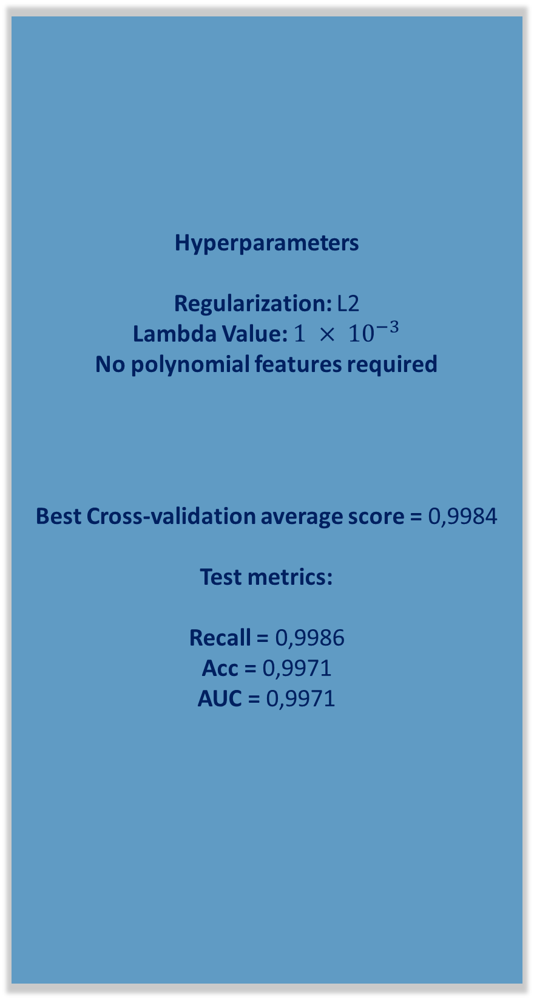 Hyperparameters
Regularization: L2
Lambda Value: 1 × 10⁻³
No polynomial features required
Best Cross-validation average score = 0,9984
Test metrics:
Recall = 0,9986
Acc = 0,9971
AUC = 0,9971